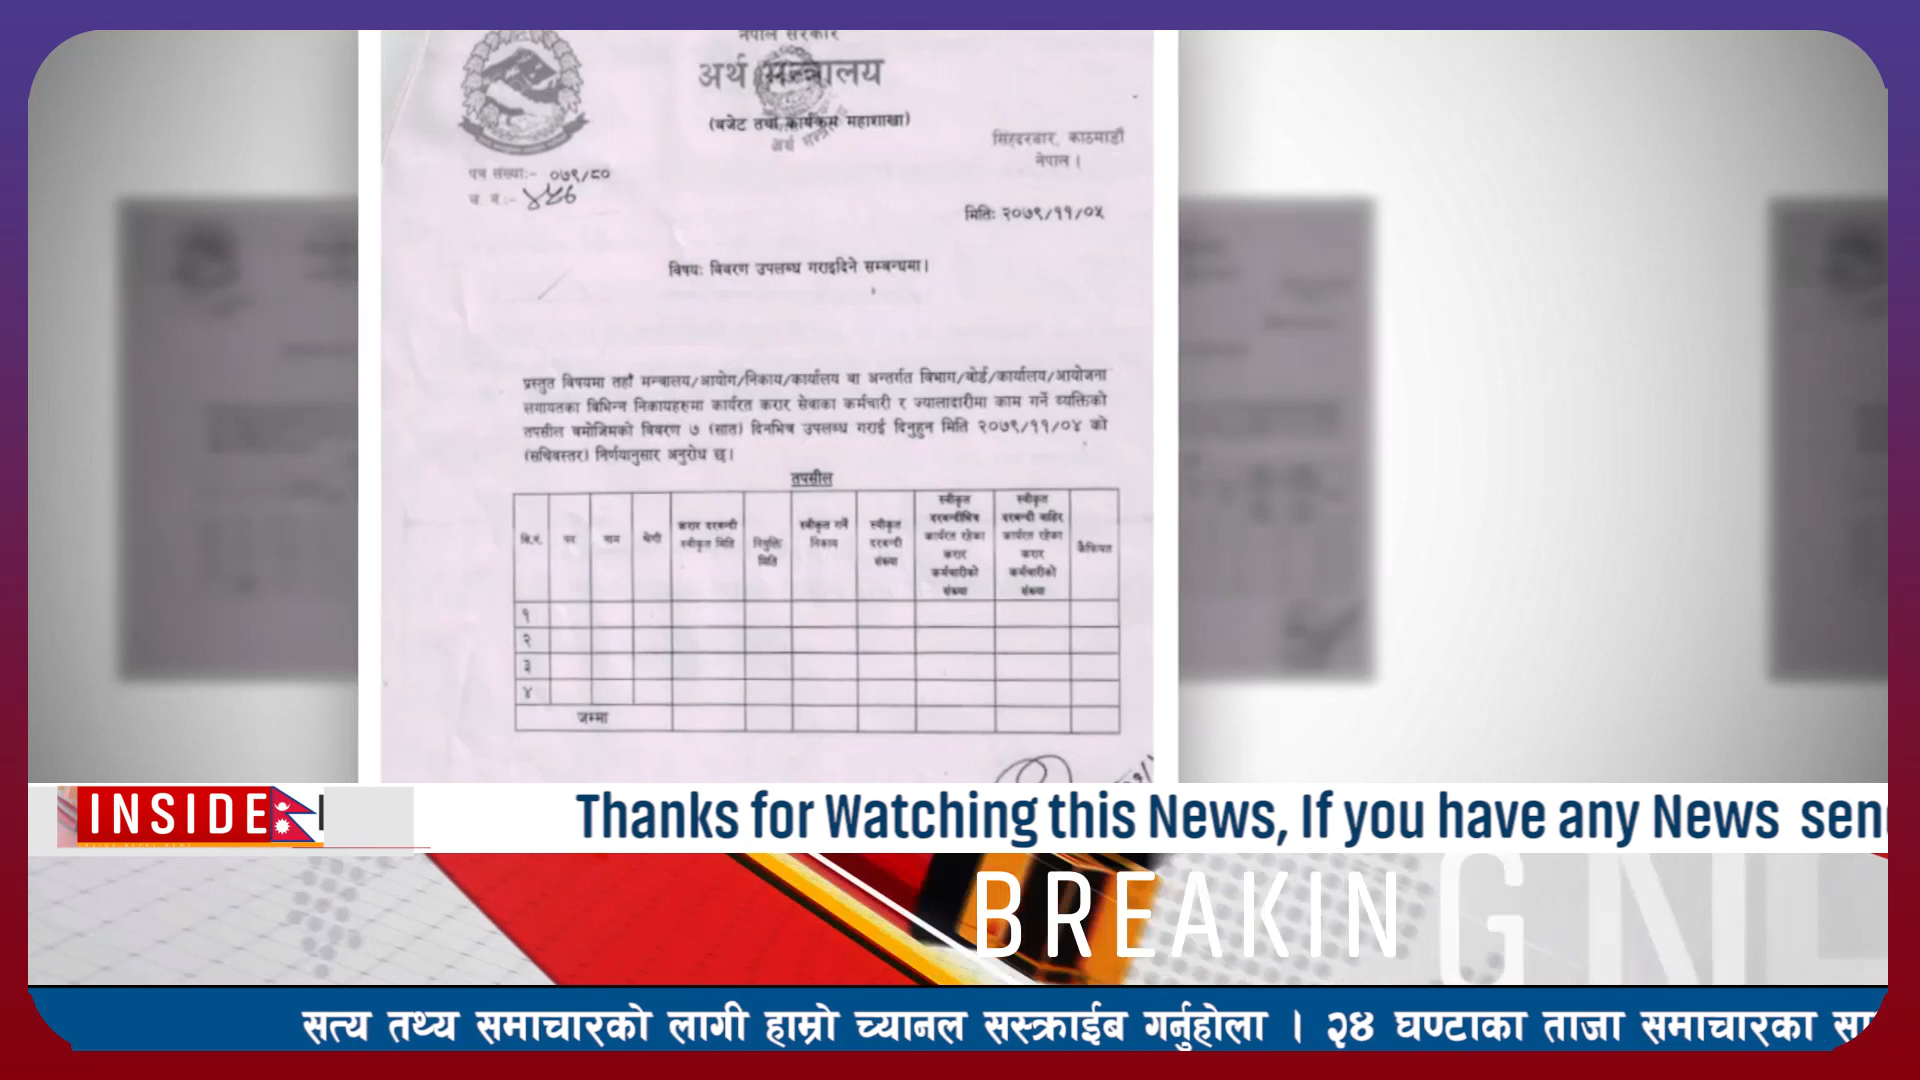 नेपाल सरकार
अर्थ मन्त्रालय
(बजेट तथा कार्यक्रम महाशाखा)
सिंहदरबार, काठमाडौं
नेपाल ।
पत्र संख्याः- ०७९/८०
च. नं.:-
मितिः २०७९/११/०५
विषयः विवरण उपलब्ध गराइदिने सम्बन्धमा।
प्रस्तुत विषयमा तहाँ मन्त्रालय/आयोग/निकाय/कार्यालय वा अन्तर्गत विभाग/बोर्ड/कार्यालय/आयोजना
लगायतका विभिन्न निकायहरुमा कार्यरत करार सेवाका कर्मचारी र ज्यालादारीमा काम गर्ने व्यक्तिको
तपसील बमोजिमको विवरण ७ (सात) दिनभित्र उपलब्ध गराई दिनुहुन मिति २०७९/११/०४ को
(सचिवस्तर) निर्णयानुसार अनुरोध छ।
तपसील
सि.नं. पद नाम श्रेणी करार दरबन्दी स्वीकृत मिति नियुक्ति मिति स्वीकृत गर्ने निकाय स्वीकृत दरबन्दी संख्या स्वीकृत दरबन्दीभित्र कार्यरत रहेका करार कर्मचारीको संख्या स्वीकृत दरबन्दी बाहिर कार्यरत रहेका करार कर्मचारीको संख्या कैफियत
१
२
३
४
जम्मा
INSIDE
Thanks for Watching this News, If you have any News sen
BREAKING NE
सत्य तथ्य समाचारको लागी हाम्रो च्यानल सस्क्राईब गर्नुहोला । २४ घण्टाका ताजा समाचारका सा